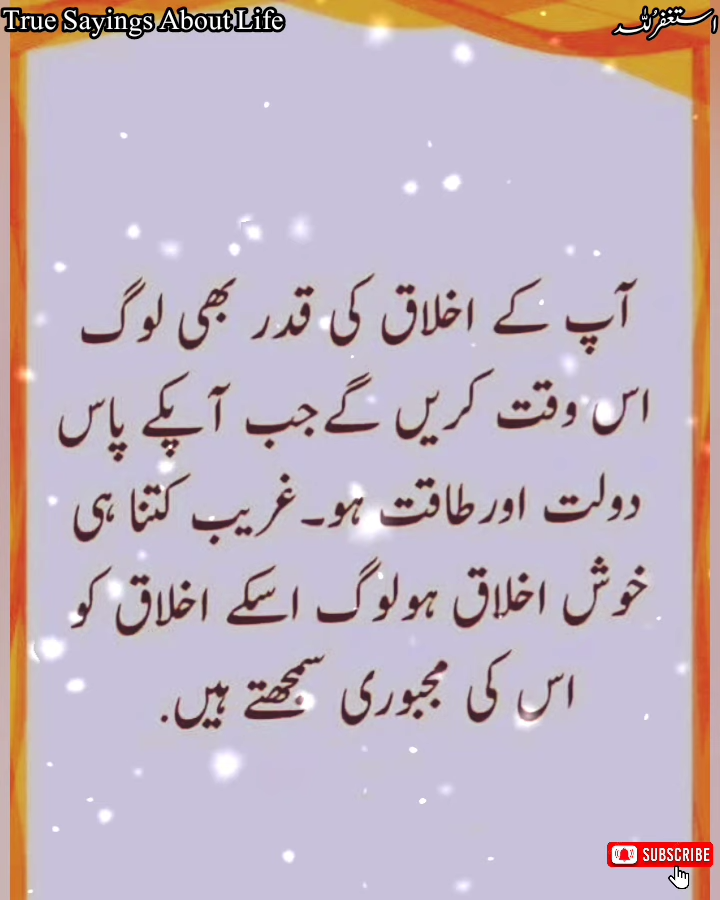 True Sayings About Life
استغفرُللہ
آپ کے اخلاق کی قدر بھی لوگ
اس وقت کریں گے جب آپکے پاس
دولت اور طاقت ہو۔ غریب کتنا ہی
خوش اخلاق ہو لوگ اسکے اخلاق کو
اس کی مجبوری سمجھتے ہیں.
SUBSCRIBE